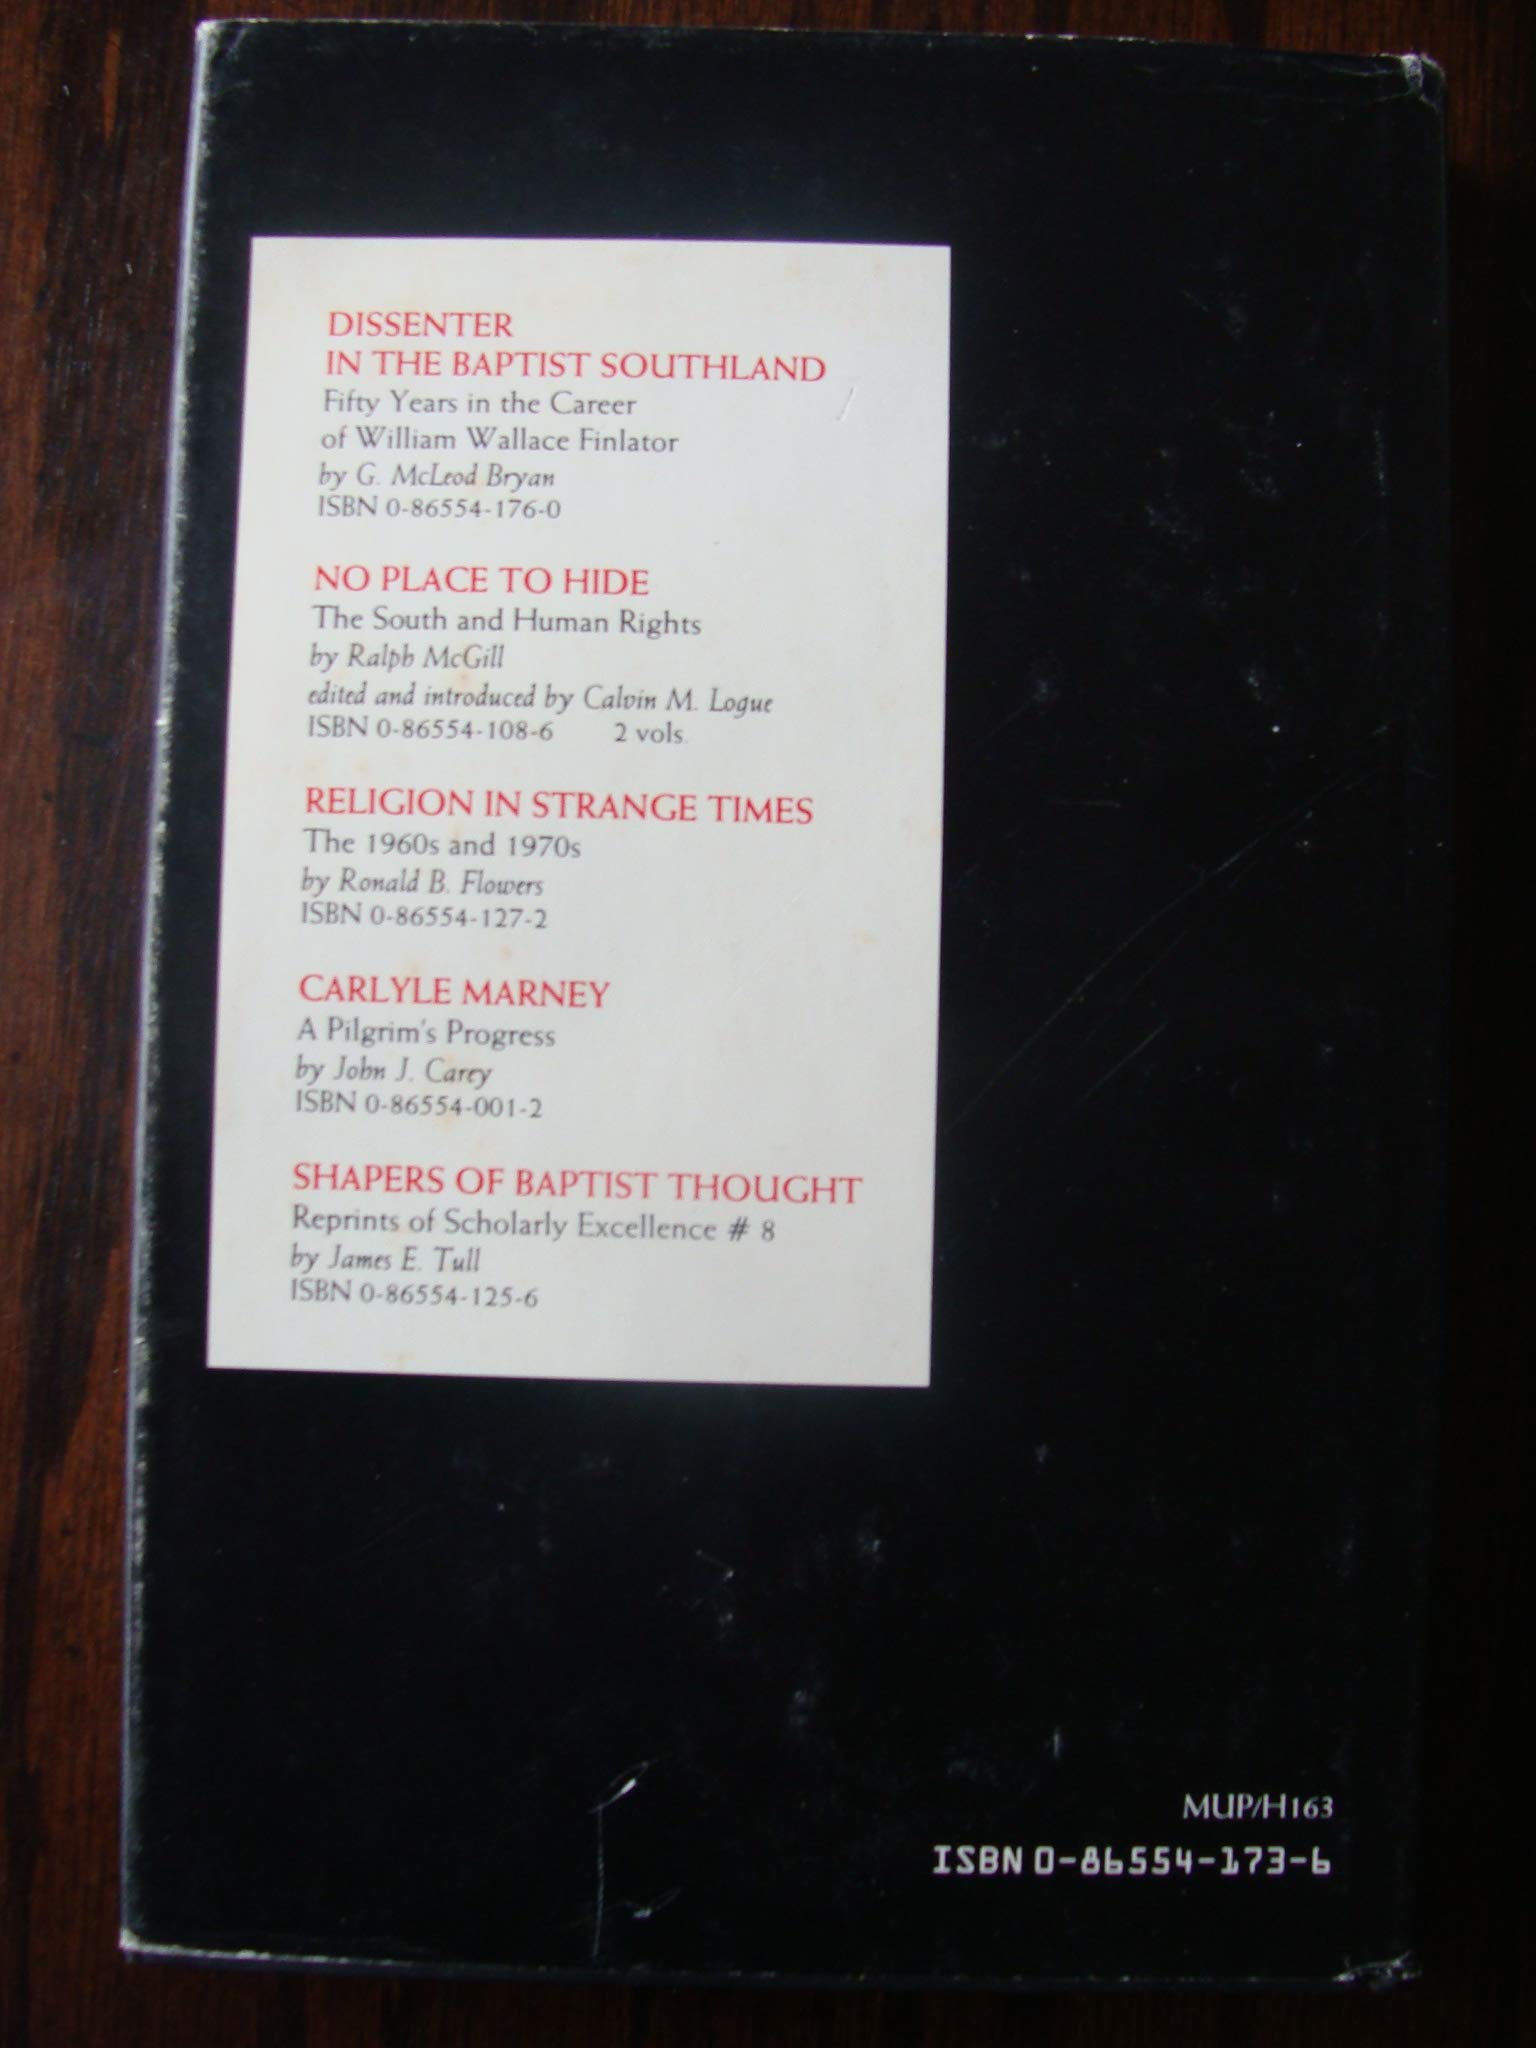 DISSENTER
IN THE BAPTIST SOUTHLAND
Fifty Years in the Career
of William Wallace Finlator
by G. McLeod Bryan
ISBN 0-86554-176-0
NO PLACE TO HIDE
The South and Human Rights
by Ralph McGill
edited and introduced by Calvin M. Logue
ISBN 0-86554-108-6 2 vols.
RELIGION IN STRANGE TIMES
The 1960s and 1970s
by Ronald B. Flowers
ISBN 0-86554-127-2
CARLYLE MARNEY
A Pilgrim's Progress
by John J. Carey
ISBN 0-86554-001-2
SHAPERS OF BAPTIST THOUGHT
Reprints of Scholarly Excellence # 8
by James E. Tull
ISBN 0-86554-125-6
MUP/H163
ISBN 0-86554-173-6